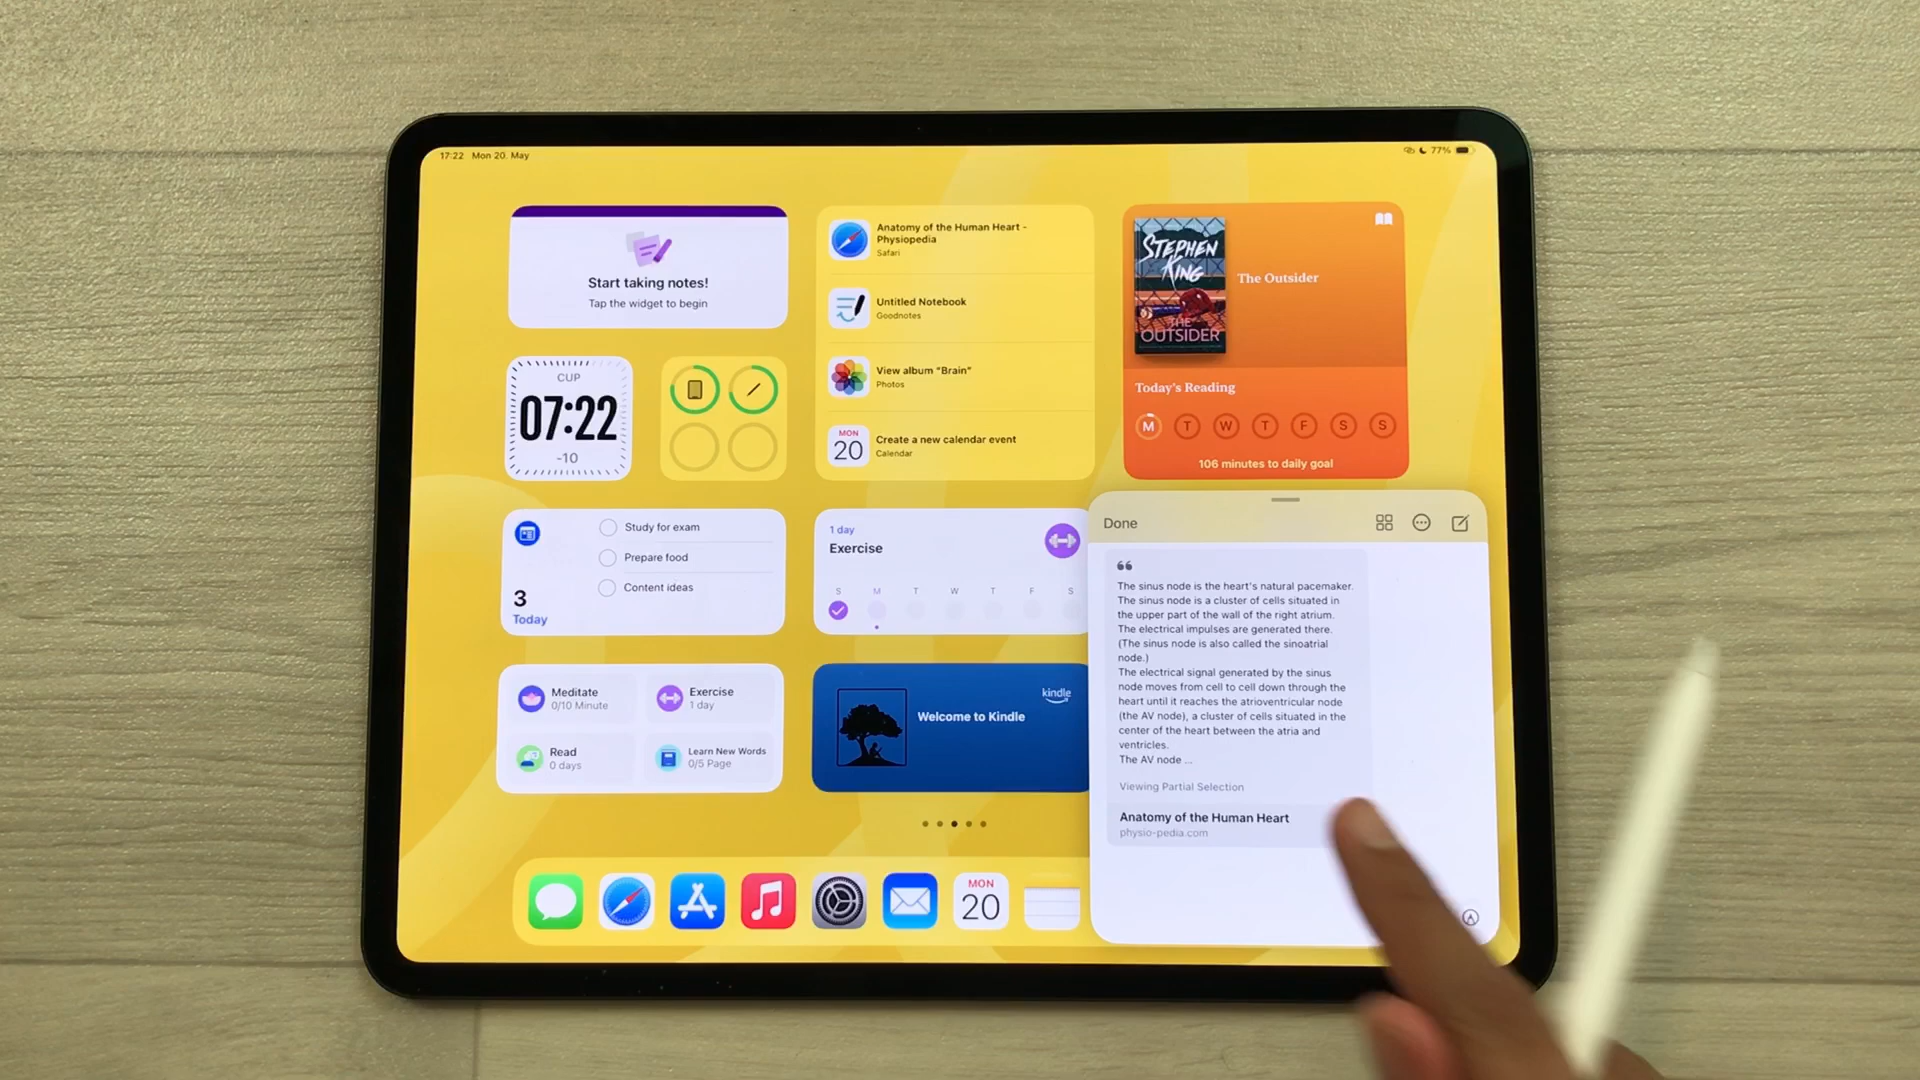 17:22 Mon 20. May
77%
Start taking notes!
Tap the widget to begin
CUP
07:22
-10
Anatomy of the Human Heart -
Physiopedia
Safari
Untitled Notebook
Goodnotes
View album “Brain”
Photos
MON
20
Create a new calendar event
Calendar
STEPHEN
KING
THE
OUTSIDER
The Outsider
Today's Reading
M T W T F S S
106 minutes to daily goal
3
Today
Study for exam
Prepare food
Content ideas
1 day
Exercise
S M T W T F S
Meditate
0/10 Minute
Exercise
1 day
Read
0 days
Learn New Words
0/5 Page
Welcome to Kindle
kindle
Done
“
The sinus node is the heart's natural pacemaker.
The sinus node is a cluster of cells situated in
the upper part of the wall of the right atrium.
The electrical impulses are generated there.
(The sinus node is also called the sinoatrial
node.)
The electrical signal generated by the sinus
node moves from cell to cell down through the
heart until it reaches the atrioventricular node
(the AV node), a cluster of cells situated in the
center of the heart between the atria and
ventricles.
The AV node ...
Viewing Partial Selection
Anatomy of the Human Heart
physio-pedia.com
MON
20